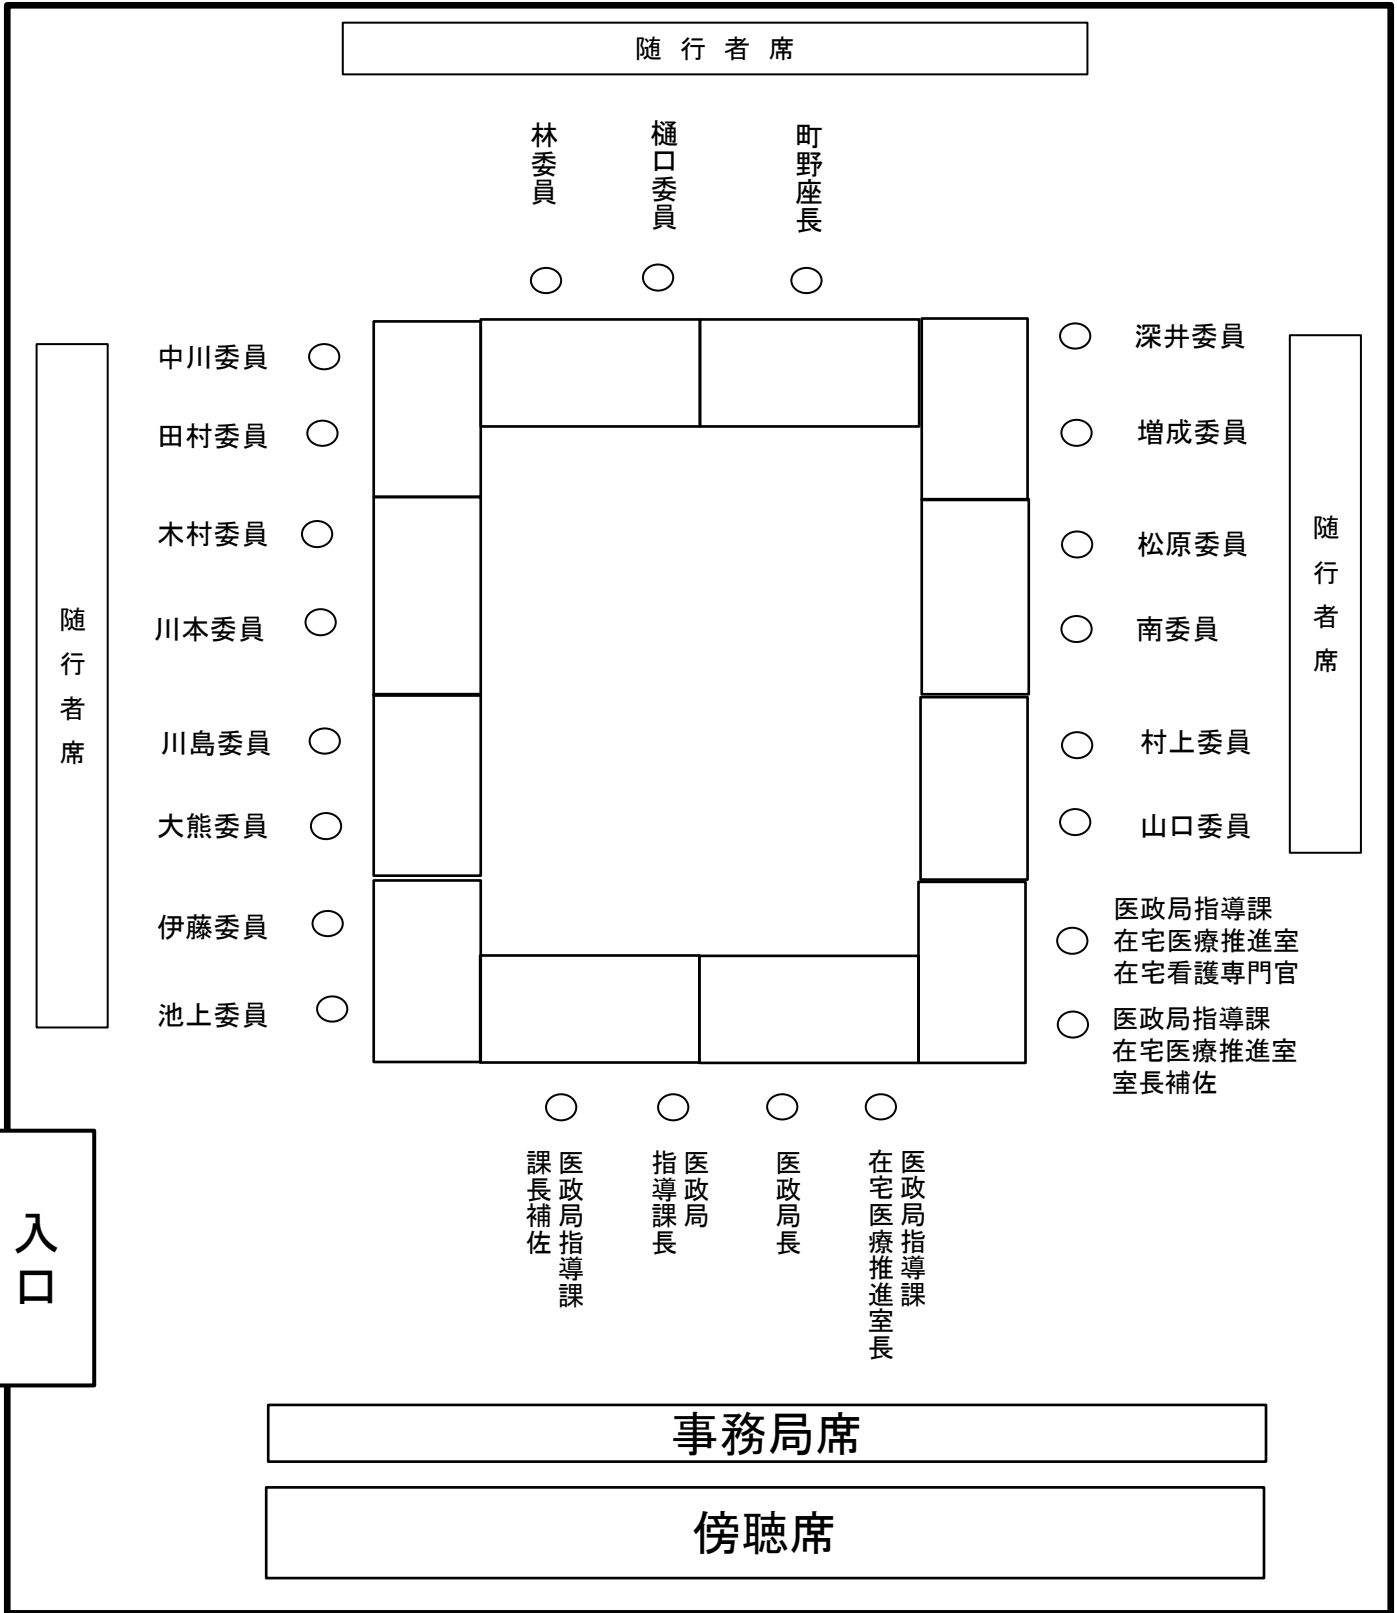 随行者席
林委員
樋口委員
町野座長
中川委員
田村委員
木村委員
川本委員
川島委員
大熊委員
伊藤委員
池上委員
随行者席
深井委員
増成委員
松原委員
南委員
村上委員
山口委員
医政局指導課
在宅医療推進室
在宅看護専門官
医政局指導課
在宅医療推進室
室長補佐
随行者席
医政局指導課
課長補佐
医政局
指導課長
医政局長
医政局指導課
在宅医療推進室長
入口
事務局席
傍聴席